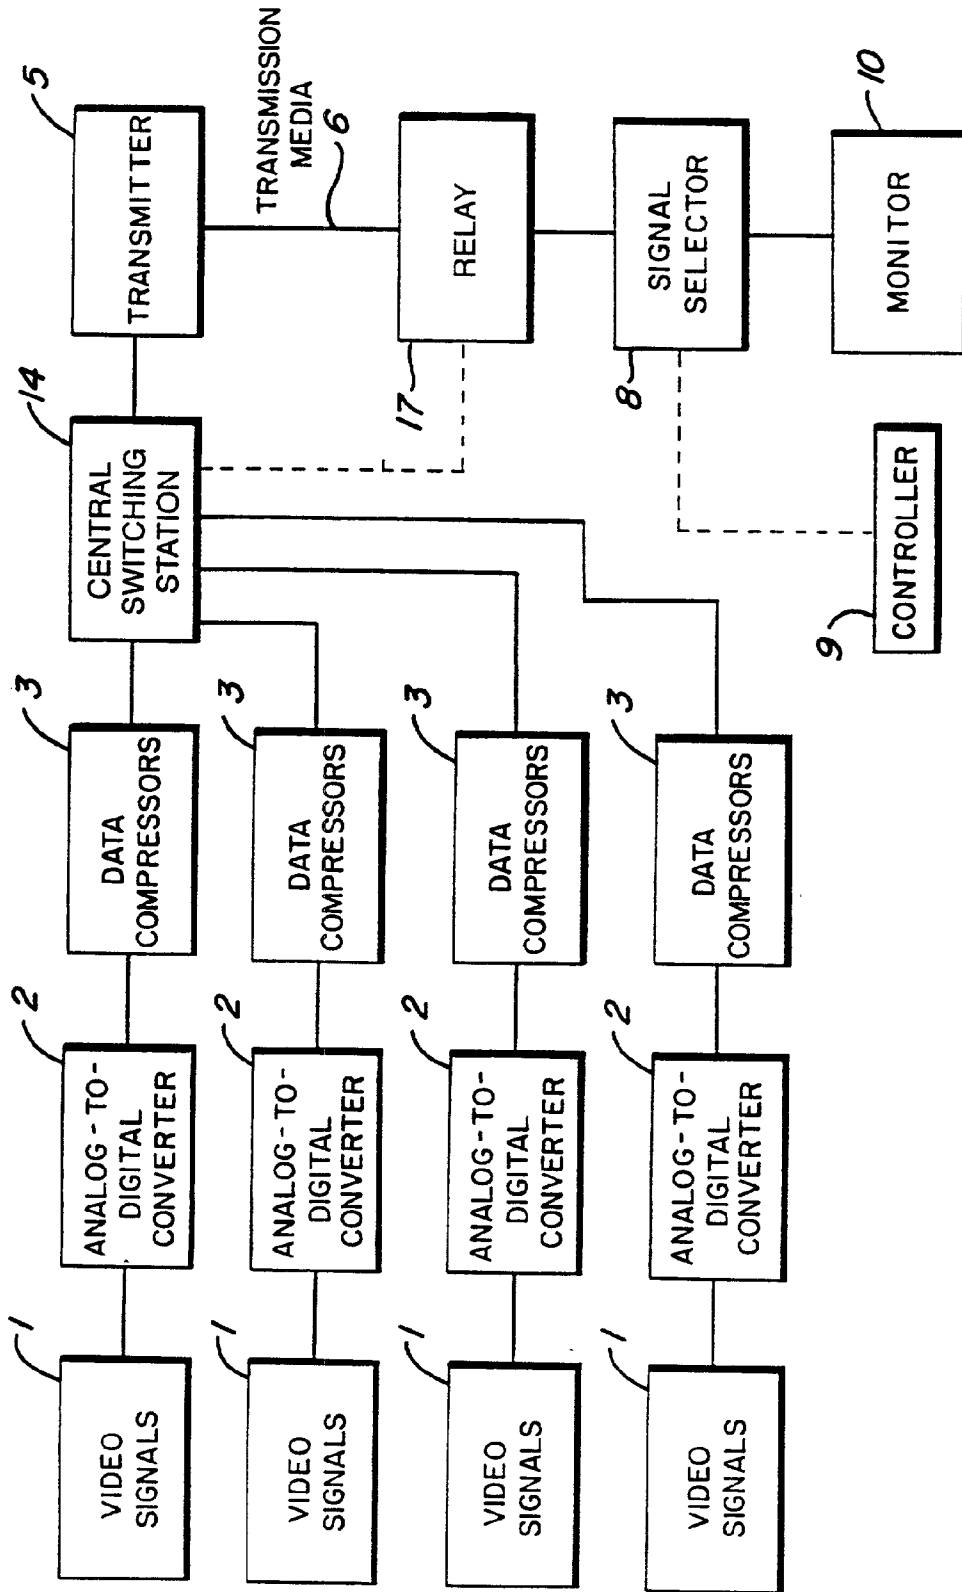 1
VIDEO
SIGNALS
2
ANALOG-TO-
DIGITAL
CONVERTER
3
DATA
COMPRESSORS
14
CENTRAL
SWITCHING
STATION
5
TRANSMITTER
1
VIDEO
SIGNALS
2
ANALOG-TO-
DIGITAL
CONVERTER
3
DATA
COMPRESSORS
TRANSMISSION
MEDIA
6
1
VIDEO
SIGNALS
2
ANALOG-TO-
DIGITAL
CONVERTER
3
DATA
COMPRESSORS
17
RELAY
1
VIDEO
SIGNALS
2
ANALOG-TO-
DIGITAL
CONVERTER
3
DATA
COMPRESSORS
8
SIGNAL
SELECTOR
9
CONTROLLER
10
MONITOR